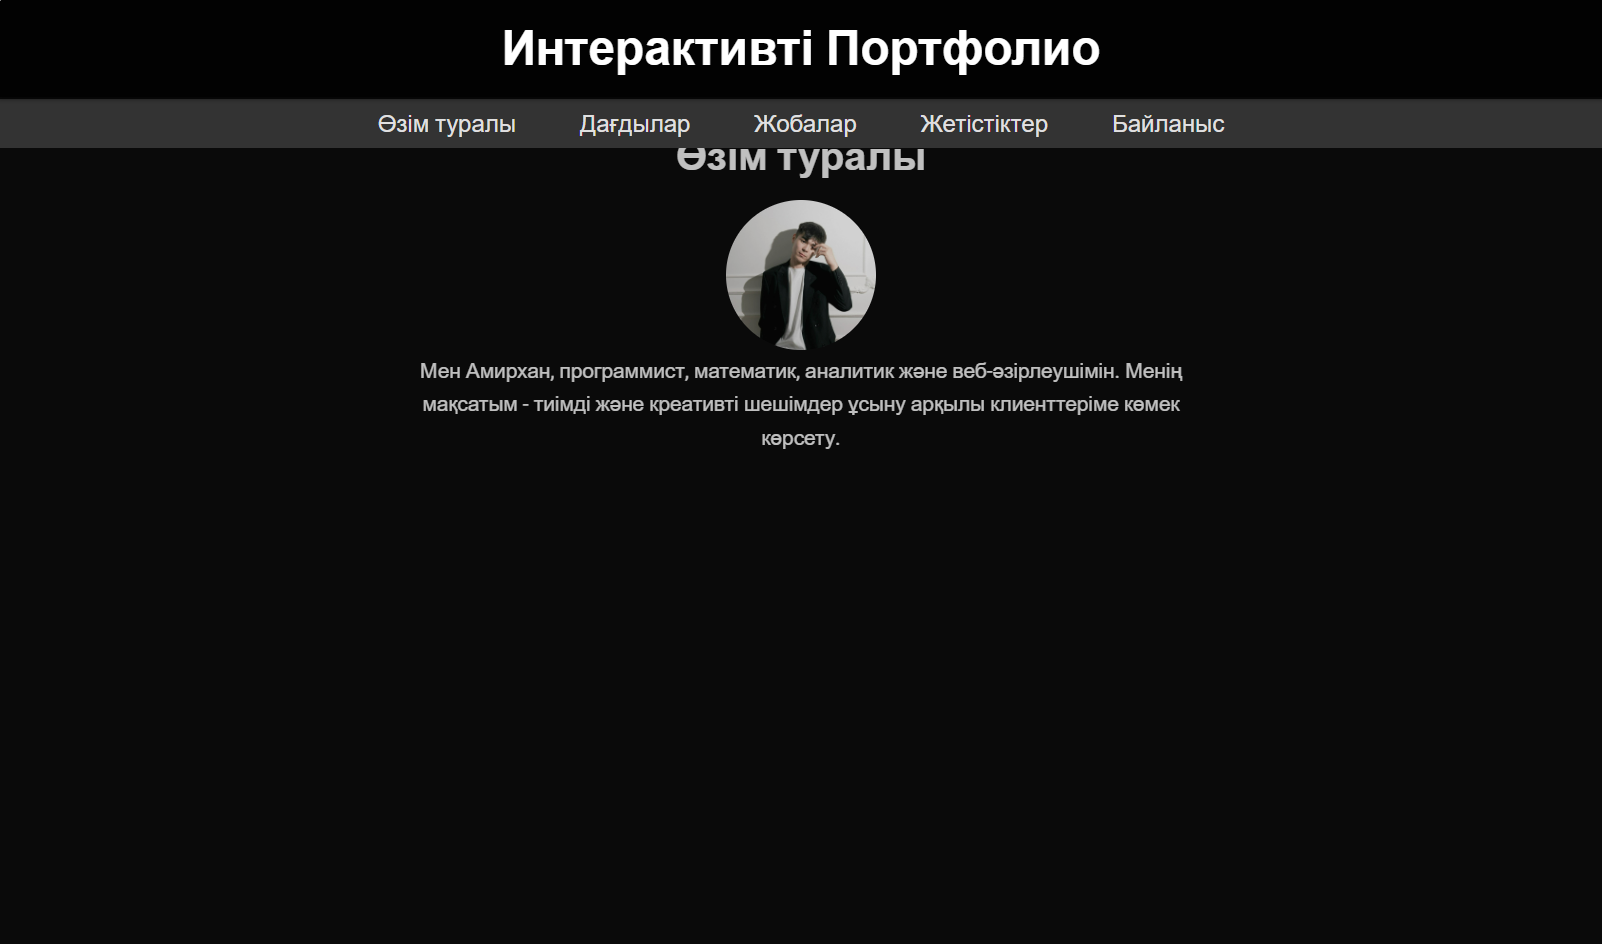 Интерактивті Портфолио
Өзім туралы Дағдылар Жобалар Жетістіктер Байланыс
Өзім туралы
Мен Амирхан, программист, математик, аналитик және веб-әзірлеушімін. Менің
мақсатым - тиімді және креативті шешімдер ұсыну арқылы клиенттеріме көмек
көрсету.